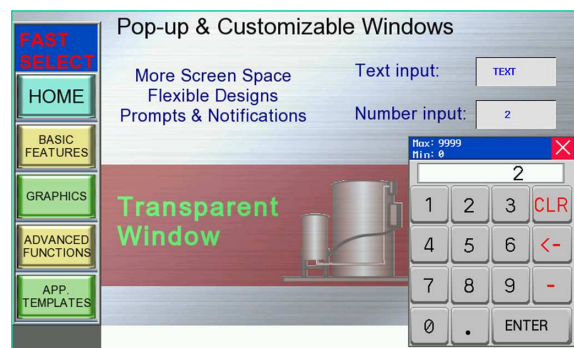 FAST
SELECT
HOME
BASIC
FEATURES
GRAPHICS
ADVANCED
FUNCTIONS
APP.
TEMPLATES
Pop-up & Customizable Windows
More Screen Space
Flexible Designs
Prompts & Notifications
Text input: TEXT
Number input: 2
Transparent
Window
Max: 9999
Min: 0
X
2
1 2 3 CLR
4 5 6 <-
7 8 9 -
0 . ENTER